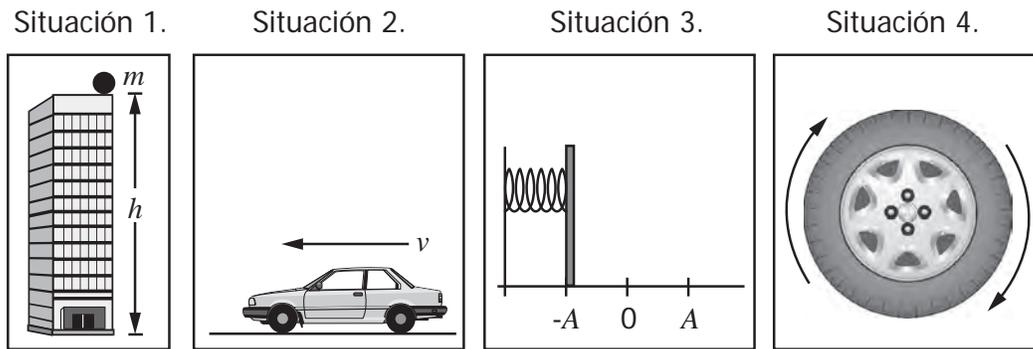 Situación 1.
Situación 2.
Situación 3.
Situación 4.
m
h
v
-A 0 A